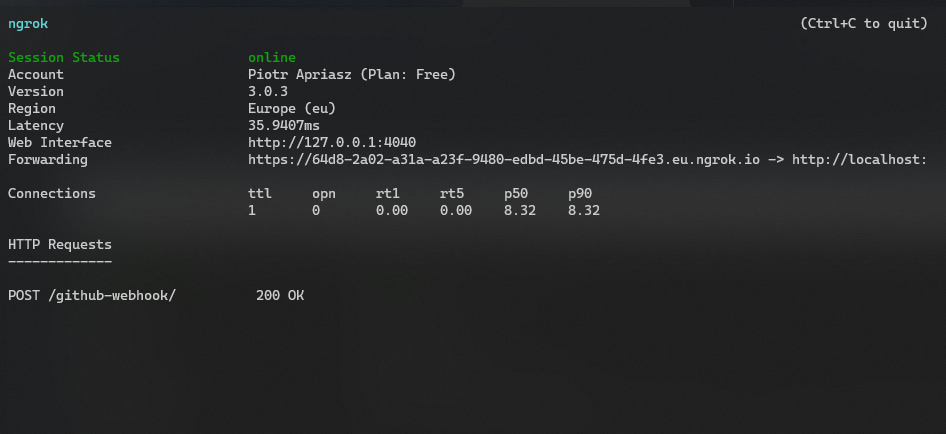 ngrok (Ctrl+C to quit)
Session Status online
Account Piotr Apriasz (Plan: Free)
Version 3.0.3
Region Europe (eu)
Latency 35.9407ms
Web Interface http://127.0.0.1:4040
Forwarding https://64d8-2a02-a31a-a23f-9480-edbd-45be-475d-4fe3.eu.ngrok.io -> http://localhost:
Connections ttl opn rt1 rt5 p50 p90
1 0 0.00 0.00 8.32 8.32
HTTP Requests
-------------
POST /github-webhook/ 200 OK